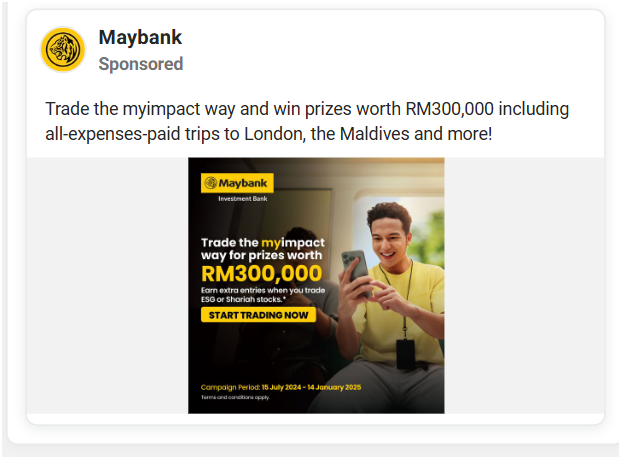 Maybank
Sponsored
Trade the myimpact way and win prizes worth RM300,000 including
all-expenses-paid trips to London, the Maldives and more!
Maybank
Investment Bank
Trade the myimpact
way for prizes worth
RM300,000
Earn extra entries when you trade
ESG or Shariah stocks.*
START TRADING NOW
Campaign Period: 15 July 2024 - 14 January 2025
Terms and conditions apply.